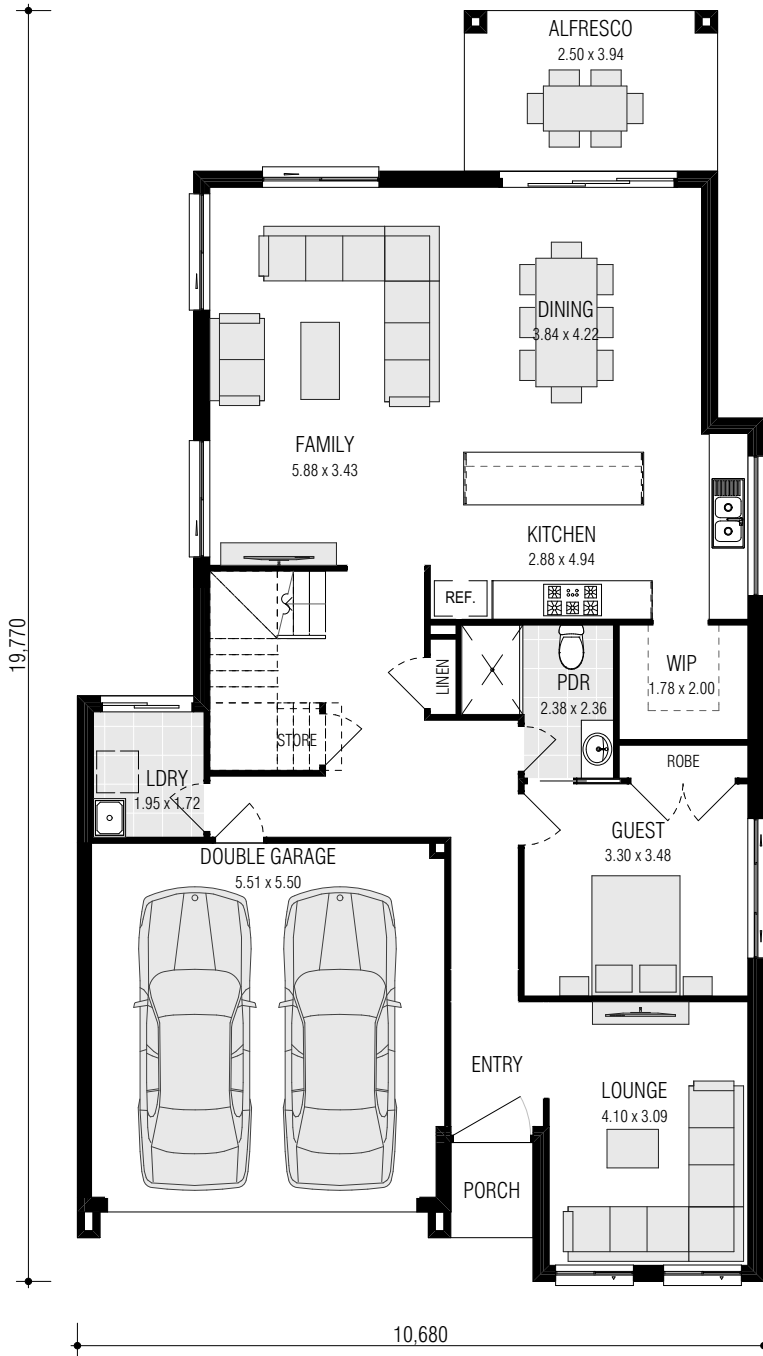 ALFRESCO
2.50 x 3.94
DINING
3.84 x 4.22
FAMILY
5.88 x 3.43
KITCHEN
2.88 x 4.94
REF.
19,770
LINEN
PDR
2.38 x 2.36
WIP
1.78 x 2.00
STORE
ROBE
LDRY
1.95 x 1.72
GUEST
3.30 x 3.48
DOUBLE GARAGE
5.51 x 5.50
ENTRY
LOUNGE
4.10 x 3.09
PORCH
10,680